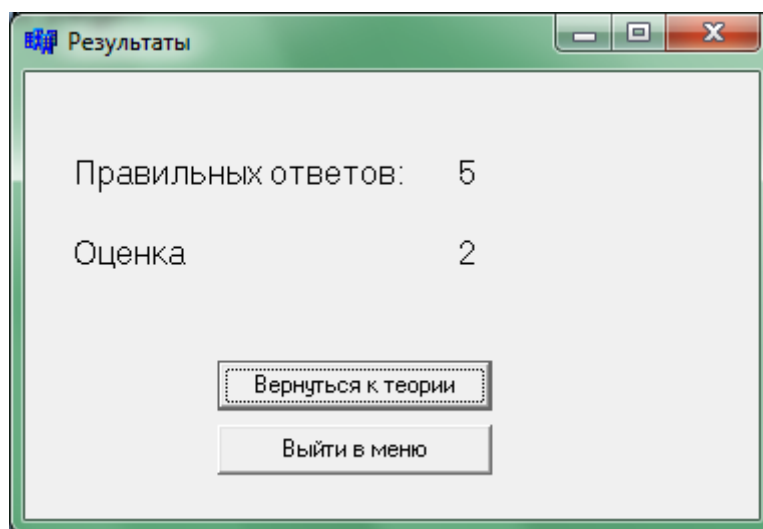 Результаты
Правильных ответов: 5
Оценка 2
Вернуться к теории
Выйти в меню